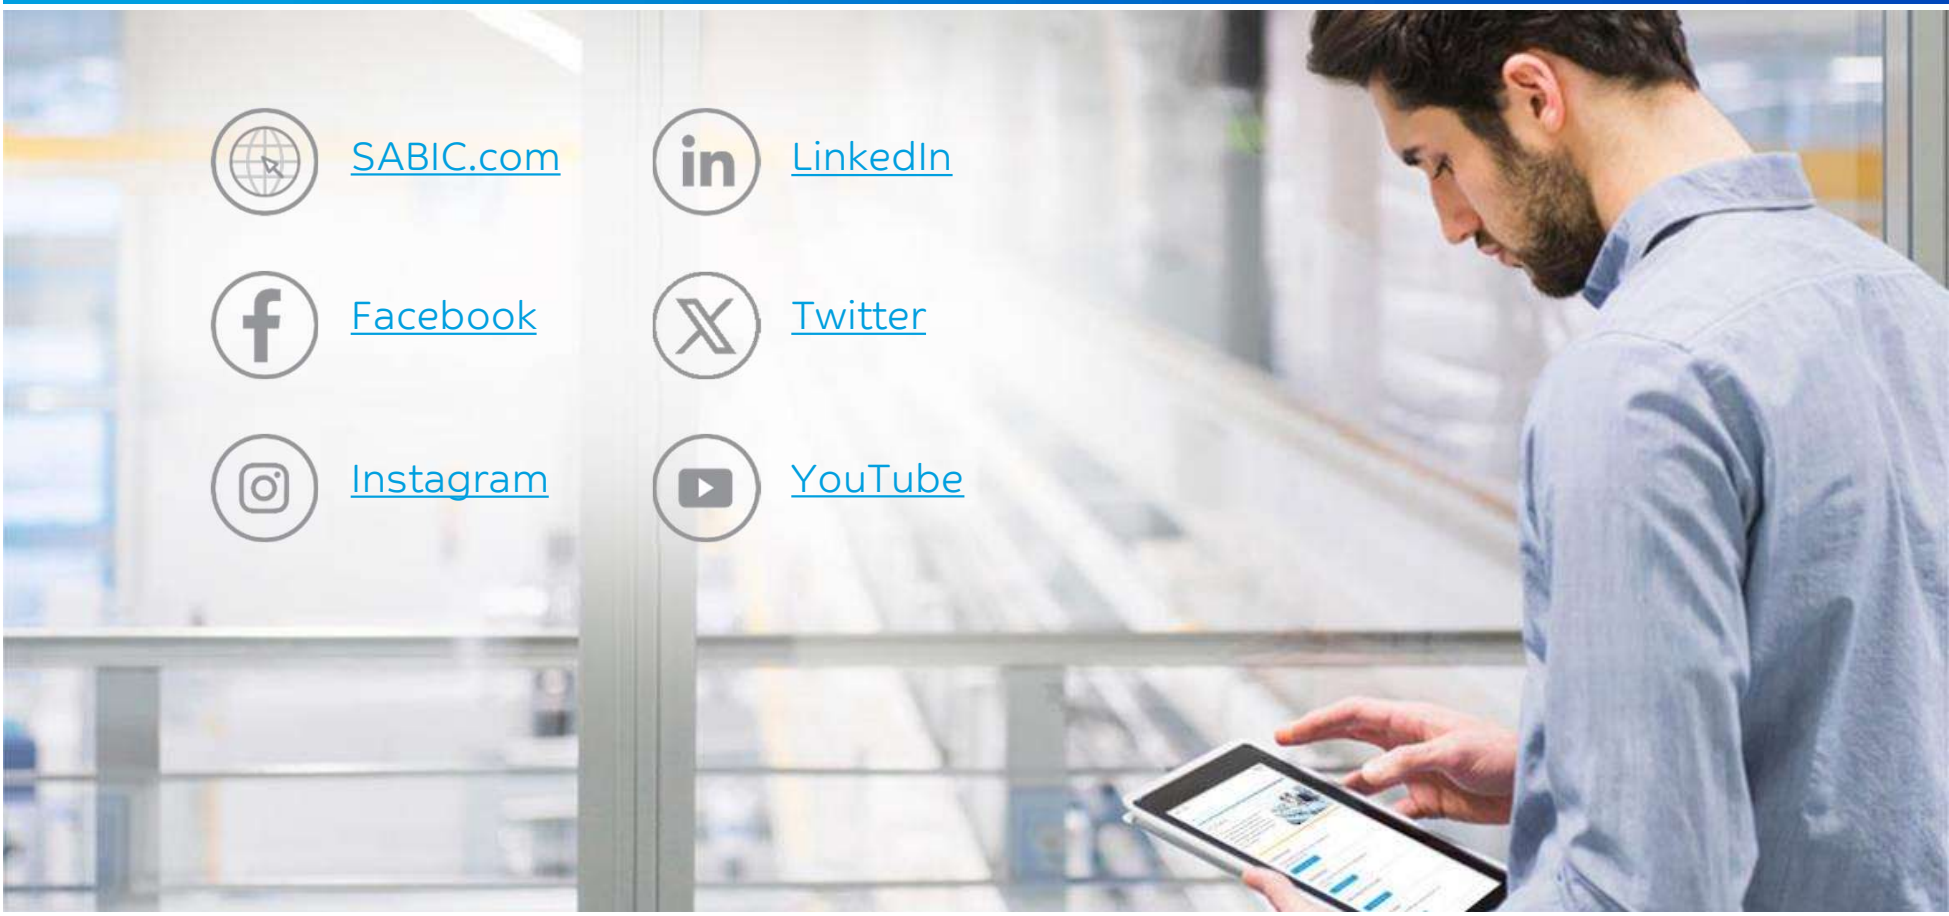 SABIC.com
LinkedIn
Facebook
Twitter
Instagram
YouTube